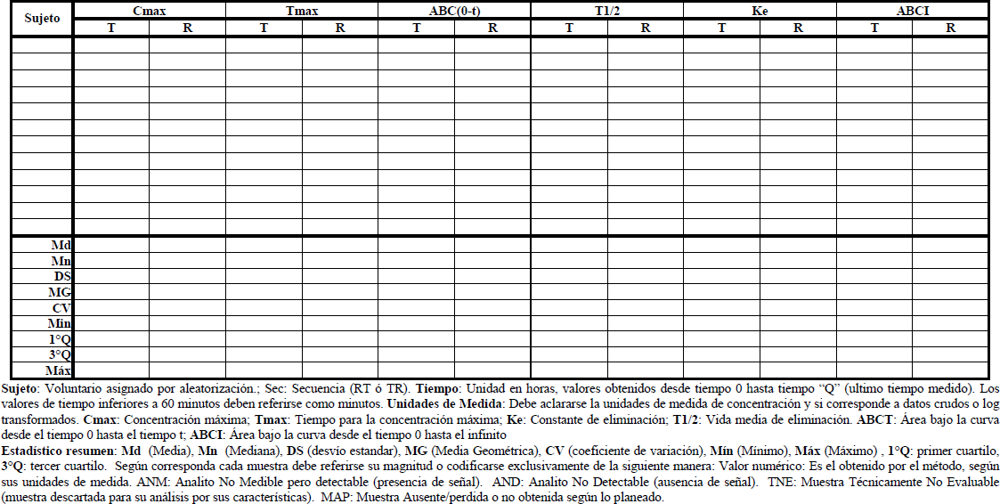 Sujeto Cmax Tmax ABC(0-t) T1/2 Ke ABCI
T R T R T R T R T R T R
Md
Mn
DS
MG
CV
Min
1°Q
3°Q
Máx
Sujeto: Voluntario asignado por aleatorización.; Sec: Secuencia (RT ó TR). Tiempo: Unidad en horas, valores obtenidos desde tiempo 0 hasta tiempo “Q” (ultimo tiempo medido). Los
valores de tiempo inferiores a 60 minutos deben referirse como minutos. Unidades de Medida: Debe aclararse la unidades de medida de concentración y si corresponde a datos crudos o log
transformados. Cmax: Concentración máxima; Tmax: Tiempo para la concentración máxima; Ke: Constante de eliminación; T1/2: Vida media de eliminación. ABCT: Área bajo la curva
desde el tiempo 0 hasta el tiempo t; ABCI: Área bajo la curva desde el tiempo 0 hasta el infinito
Estadístico resumen: Md (Media), Mn (Mediana), DS (desvío estandar), MG (Media Geométrica), CV (coeficiente de variación), Mín (Mínimo), Máx (Máximo) , 1°Q: primer cuartilo,
3°Q: tercer cuartilo. Según corresponda cada muestra debe referirse su magnitud o codificarse exclusivamente de la siguiente manera: Valor numérico: Es el obtenido por el método, según
sus unidades de medida. ANM: Analito No Medible pero detectable (presencia de señal). AND: Analito No Detectable (ausencia de señal). TNE: Muestra Técnicamente No Evaluable
(muestra descartada para su análisis por sus características). MAP: Muestra Ausente/perdida o no obtenida según lo planeado.